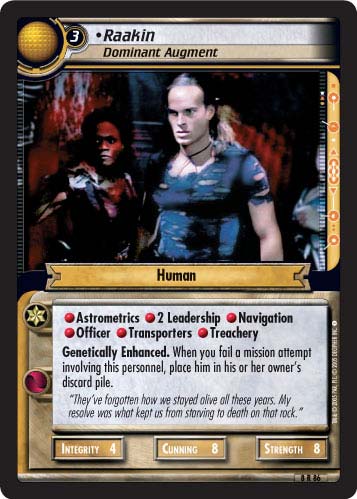 3
•Raakin
Dominant Augment
Human
Astrometrics 2 Leadership Navigation
Officer Transporters Treachery
Genetically Enhanced. When you fail a mission attempt
involving this personnel, place him in his or her owner's
discard pile.
"They've forgotten how we stayed alive all these years. My
resolve was what kept us from starving to death on that rock."
INTEGRITY 4 CUNNING 8 STRENGTH 8
8 R 86